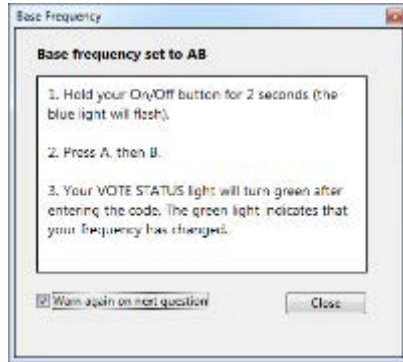 Base Frequency
Base frequency set to AB
1. Hold your On/Off button for 2 seconds (the
blue light will flash).
2. Press A, then B.
3. Your VOTE STATUS light will turn green after
entering the code. The green light indicates that
your frequency has changed.
Warn again on next question
Close